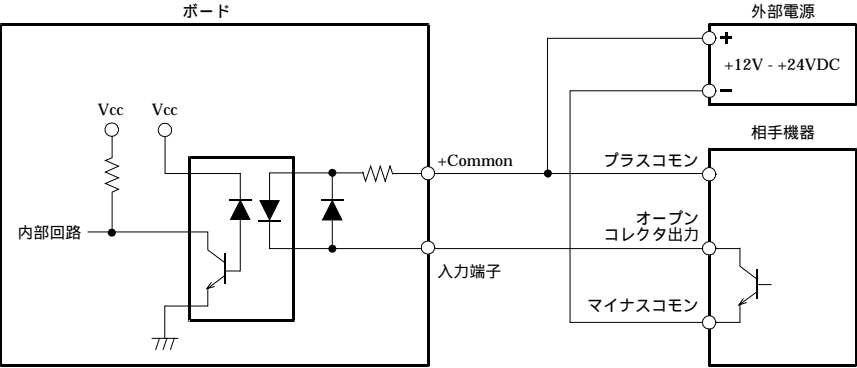 ボード
外部電源
+
+12V - +24VDC
−
相手機器
Vcc
Vcc
+Common
プラスコモン
オープン
コレクタ出力
内部回路
入力端子
マイナスコモン